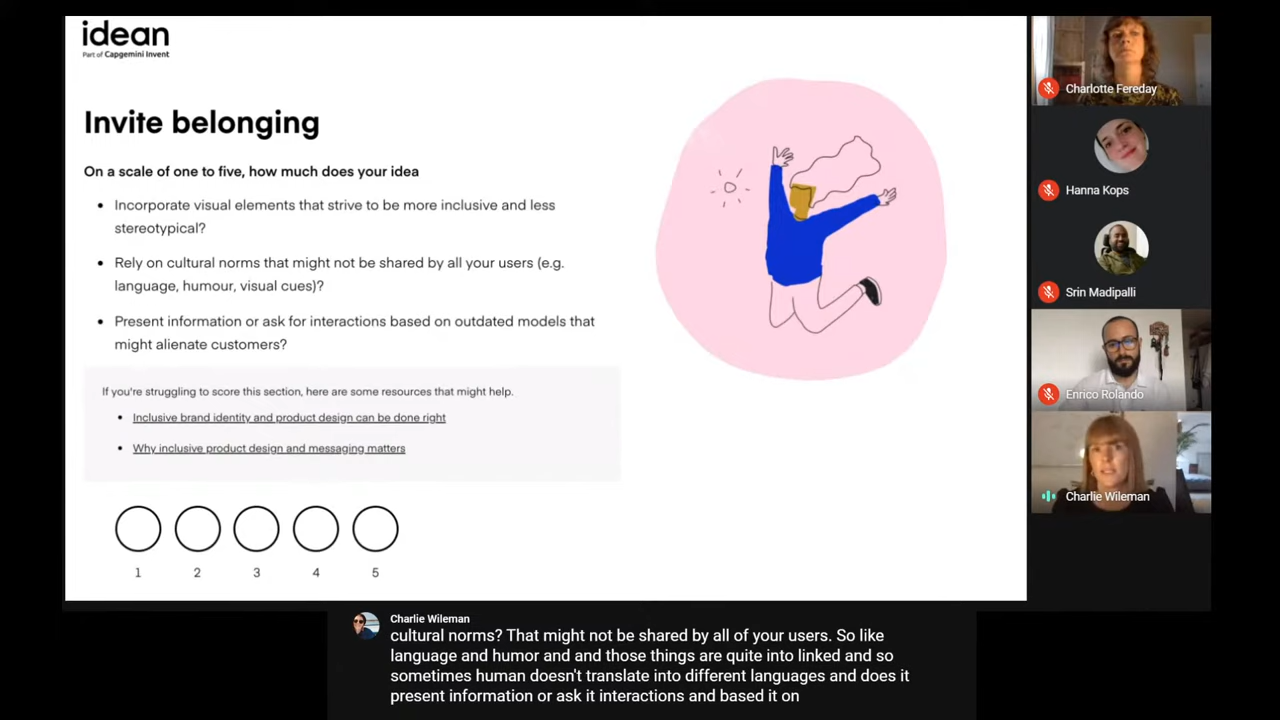 idean
Part of Capgemini Invent
Invite belonging
On a scale of one to five, how much does your idea
• Incorporate visual elements that strive to be more inclusive and less
stereotypical?
• Rely on cultural norms that might not be shared by all your users (e.g.
language, humour, visual cues)?
• Present information or ask for interactions based on outdated models that
might alienate customers?
If you're struggling to score this section, here are some resources that might help.
• Inclusive brand identity and product design can be done right
• Why inclusive product design and messaging matters
1 2 3 4 5
Charlotte Fereday
Hanna Kops
Srin Madipalli
Enrico Rolando
Charlie Wileman
Charlie Wileman
cultural norms? That might not be shared by all of your users. So like
language and humor and and those things are quite into linked and so
sometimes human doesn't translate into different languages and does it
present information or ask it interactions and based it on